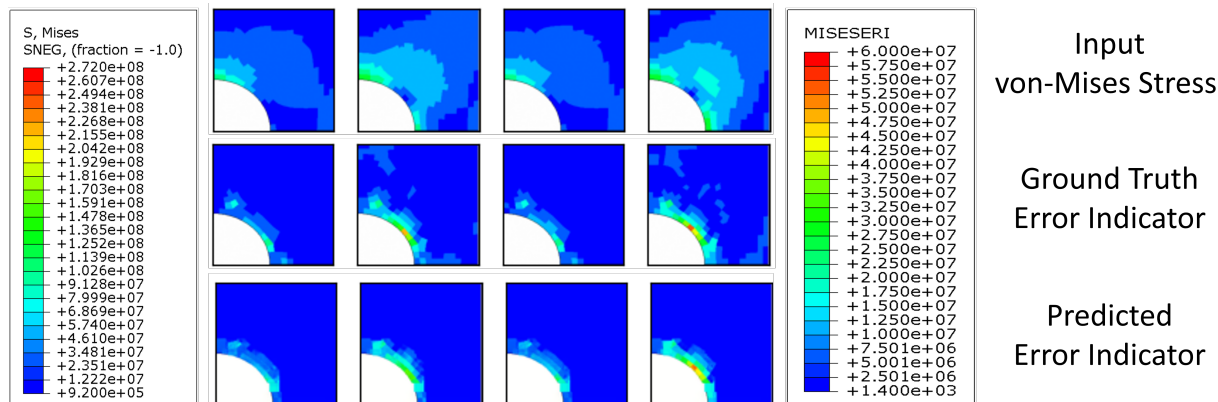 S, Mises
SNEG, (fraction = -1.0)
+2.720e+08
+2.607e+08
+2.494e+08
+2.381e+08
+2.268e+08
+2.155e+08
+2.042e+08
+1.929e+08
+1.816e+08
+1.703e+08
+1.591e+08
+1.478e+08
+1.365e+08
+1.252e+08
+1.139e+08
+1.026e+08
+9.128e+07
+7.999e+07
+6.869e+07
+5.740e+07
+4.610e+07
+3.481e+07
+2.351e+07
+1.222e+07
+9.200e+05
MISESERI
+6.000e+07
+5.750e+07
+5.500e+07
+5.250e+07
+5.000e+07
+4.750e+07
+4.500e+07
+4.250e+07
+4.000e+07
+3.750e+07
+3.500e+07
+3.250e+07
+3.000e+07
+2.750e+07
+2.500e+07
+2.250e+07
+2.000e+07
+1.750e+07
+1.500e+07
+1.250e+07
+1.000e+07
+7.501e+06
+5.001e+06
+2.501e+06
+1.400e+03
Input
von-Mises Stress
Ground Truth
Error Indicator
Predicted
Error Indicator